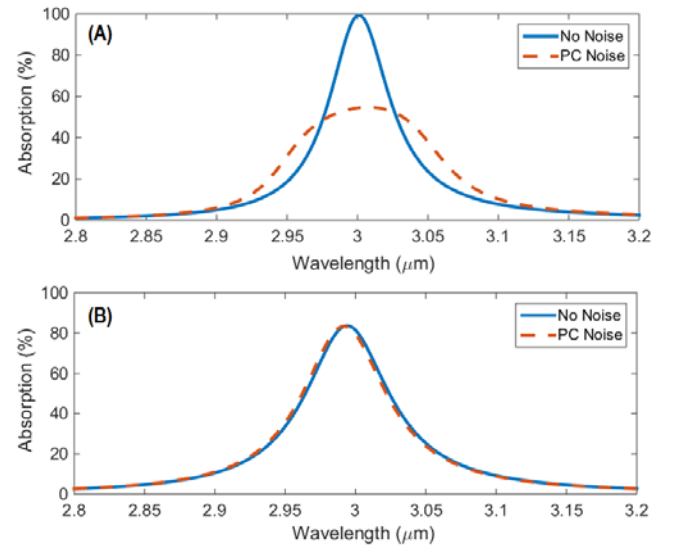 (A)
No Noise
PC Noise
Absorption (%)
100
80
60
40
20
0
2.8 2.85 2.9 2.95 3 3.05 3.1 3.15 3.2
Wavelength (μm)
(B)
No Noise
PC Noise
Absorption (%)
100
80
60
40
20
0
2.8 2.85 2.9 2.95 3 3.05 3.1 3.15 3.2
Wavelength (μm)